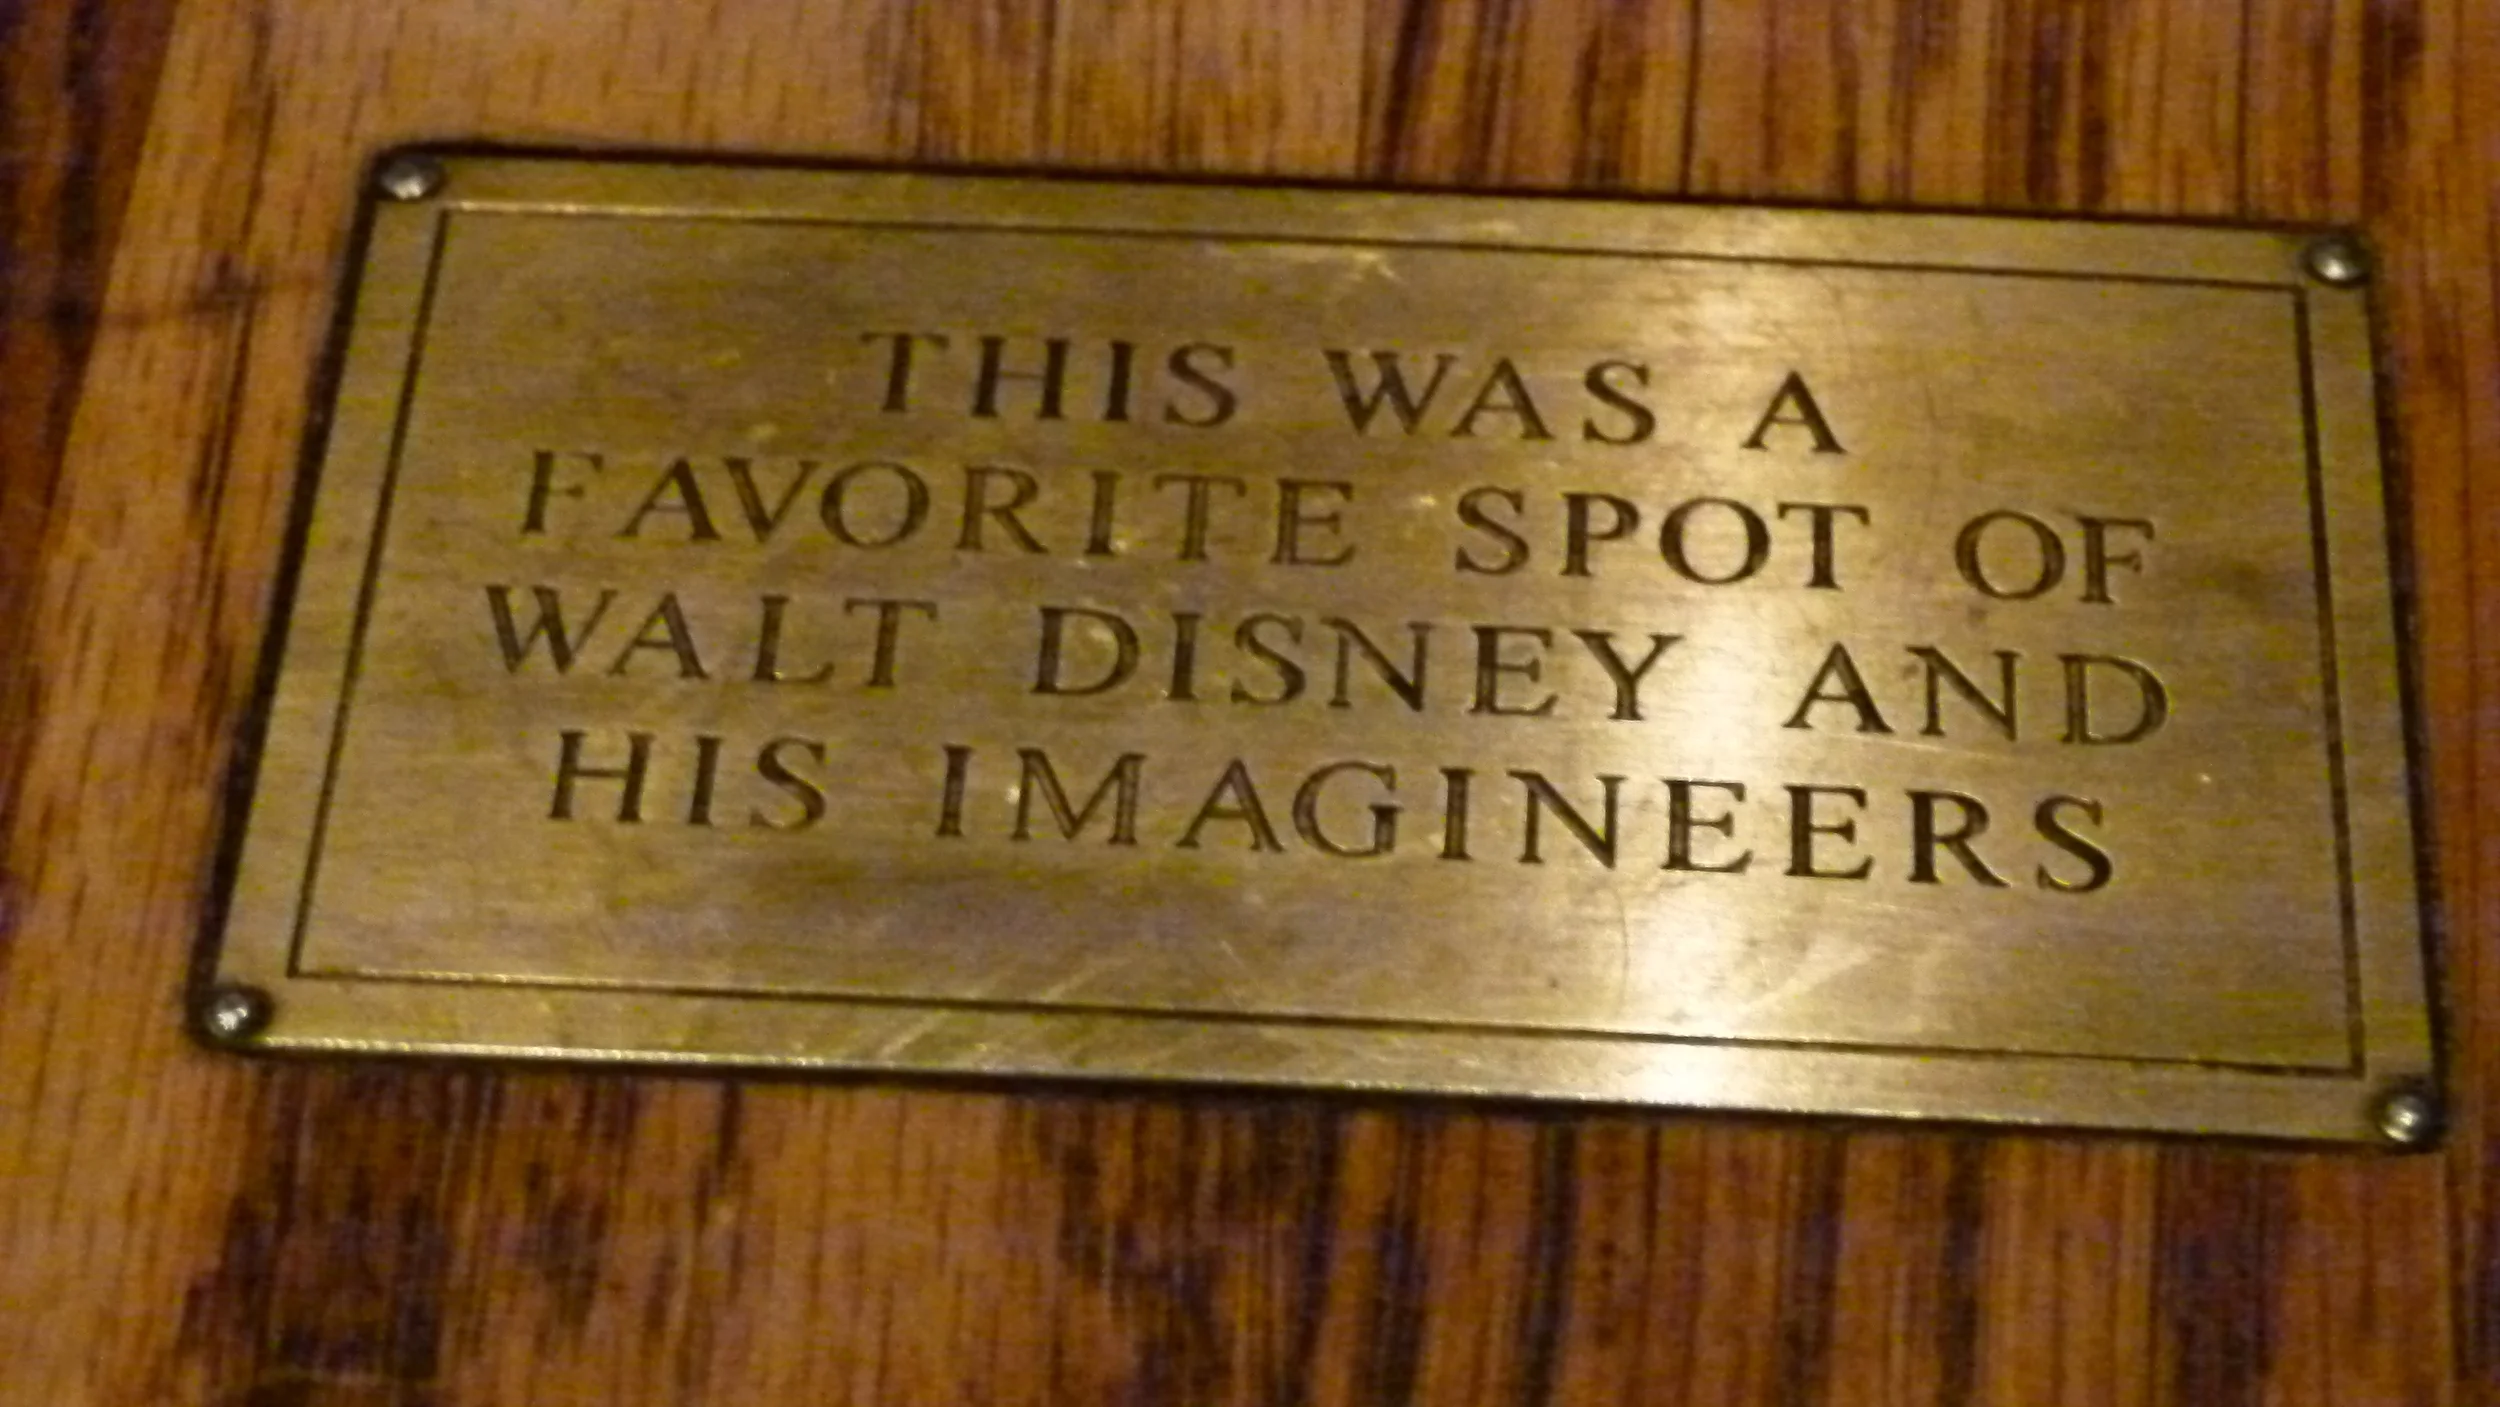 THIS WAS A
FAVORITE SPOT OF
WALT DISNEY AND
HIS IMAGINEERS